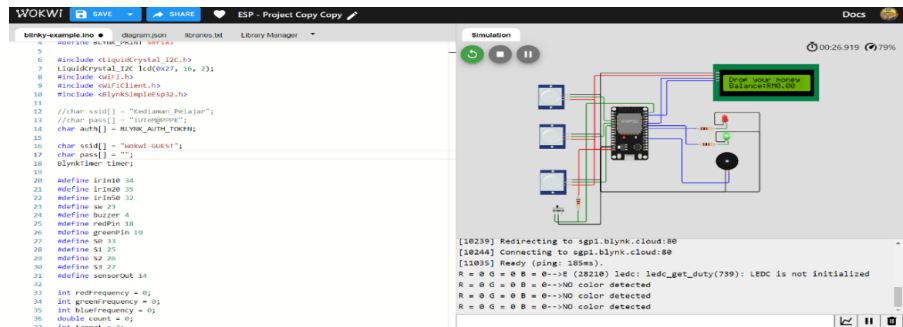 WOKWI SAVE SHARE ESP - Project Copy Copy Docs
blinky-example.ino diagram.json libraries.txt Library Manager
4 #define BLYNK_PRINT Serial
5
6 #include <LiquidCrystal_I2C.h>
7 LiquidCrystal_I2C lcd(0x27, 16, 2);
8 #include <WiFi.h>
9 #include <WiFiClient.h>
10 #include <BlynkSimpleEsp32.h>
11
12 //char ssid[] = "Kediaman_Pelajar";
13 //char pass[] = "1UTeM@PPPK";
14 char auth[] = BLYNK_AUTH_TOKEN;
15
16 char ssid[] = "Wokwi-GUEST";
17 char pass[] = "";
18 BlynkTimer timer;
19
20 #define irIn10 34
21 #define irIn20 35
22 #define irIn50 32
23 #define sw 23
24 #define buzzer 4
25 #define redPin 18
26 #define greenPin 19
27 #define S0 33
28 #define S1 25
29 #define S2 26
30 #define S3 27
31 #define sensorOut 14
32
33 int redFrequency = 0;
34 int greenFrequency = 0;
35 int blueFrequency = 0;
36 double count = 0;
37 int target = 0;
Simulation
00:26.919 79%
Drop your money
Balance:RM0.00
ESP32
[10239] Redirecting to sgp1.blynk.cloud:80
[10244] Connecting to sgp1.blynk.cloud:80
[11035] Ready (ping: 185ms).
R = 0 G = 0 B = 0-->E (28210) ledc: ledc_get_duty(739): LEDC is not initialized
R = 0 G = 0 B = 0-->NO color detected
R = 0 G = 0 B = 0-->NO color detected
R = 0 G = 0 B = 0-->NO color detected